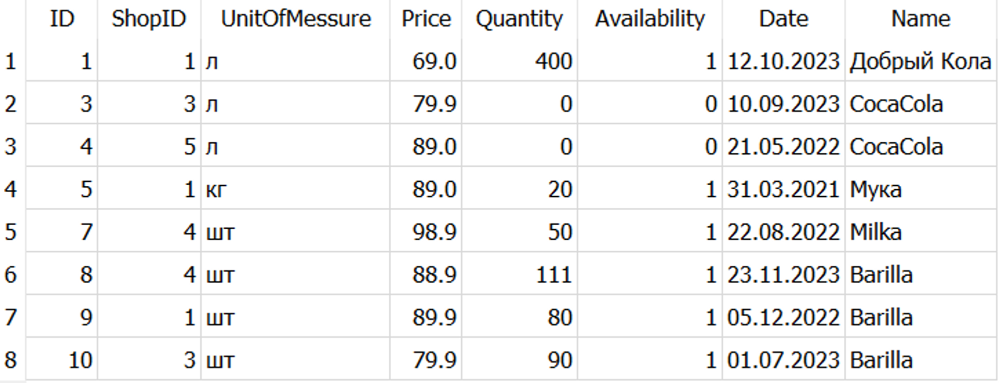 ID ShopID UnitOfMessure Price Quantity Availability Date Name
1 1 1 л 69.0 400 1 12.10.2023 Добрый Кола
2 3 3 л 79.9 0 0 10.09.2023 CocaCola
3 4 5 л 89.0 0 0 21.05.2022 CocaCola
4 5 1 кг 89.0 20 1 31.03.2021 Мука
5 7 4 шт 98.9 50 1 22.08.2022 Milka
6 8 4 шт 88.9 111 1 23.11.2023 Barilla
7 9 1 шт 89.9 80 1 05.12.2022 Barilla
8 10 3 шт 79.9 90 1 01.07.2023 Barilla